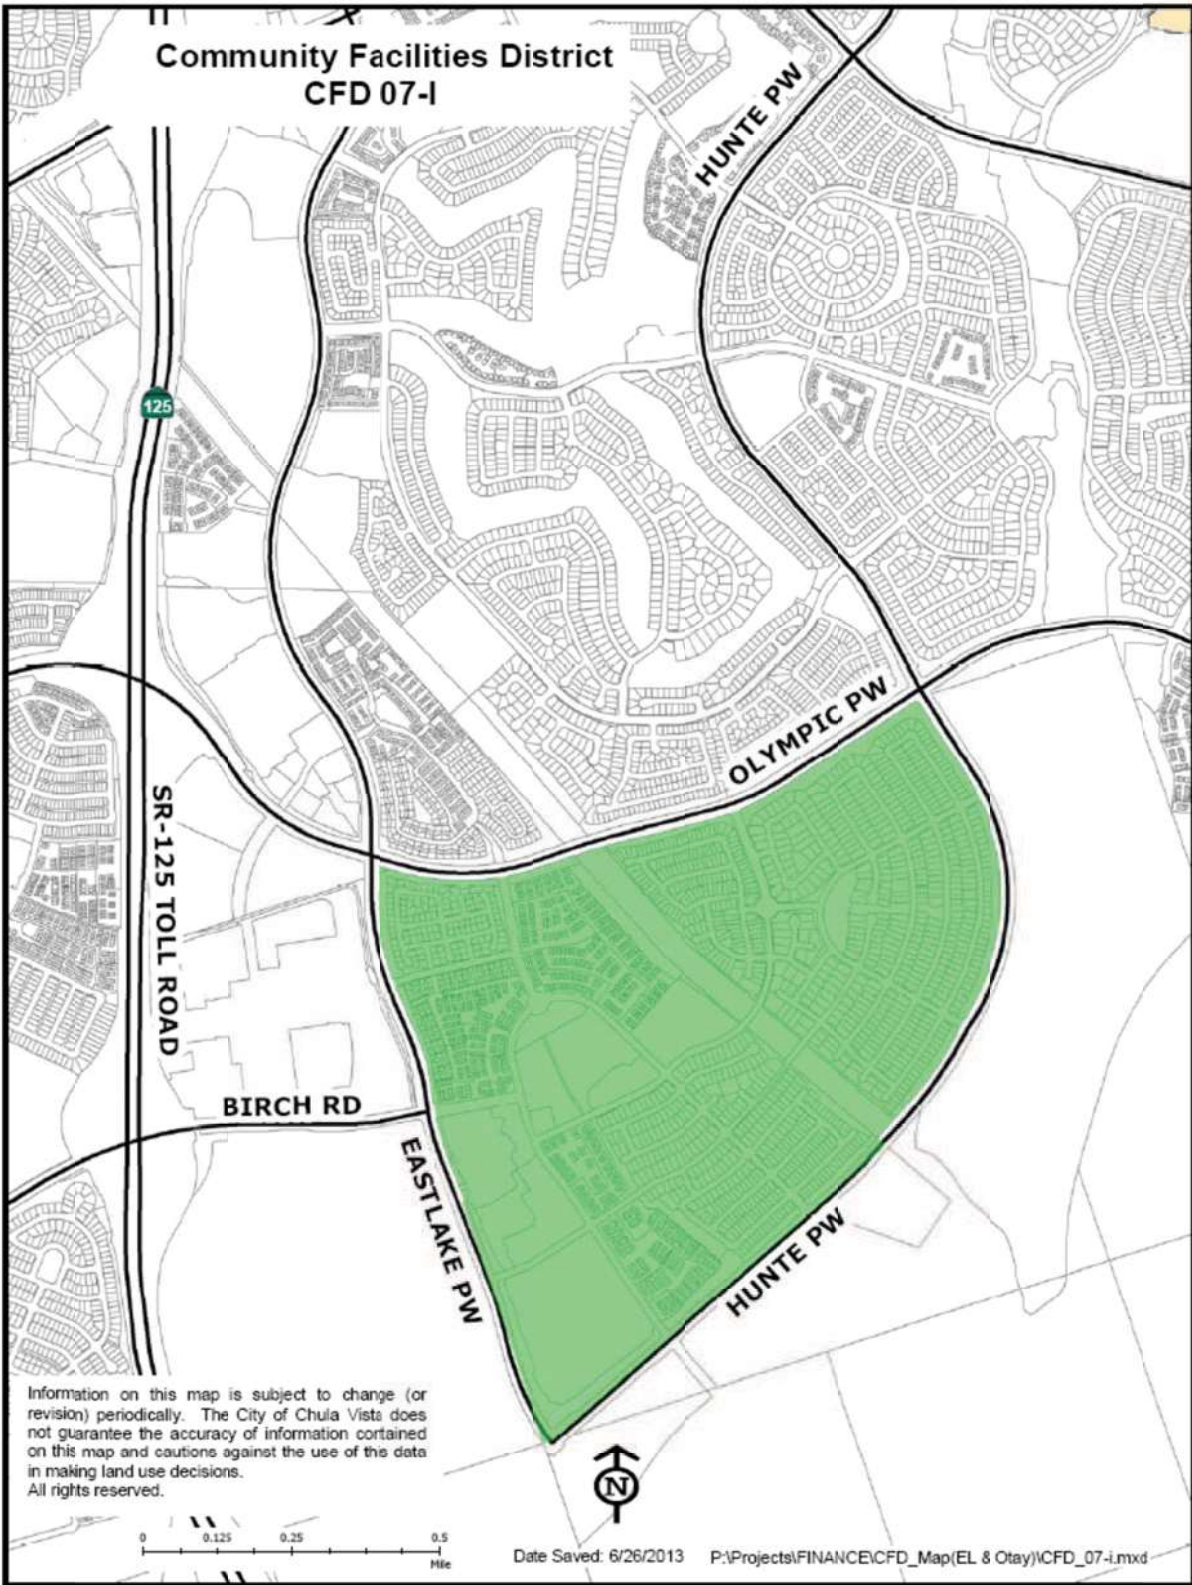 Community Facilities District
CFD 07-I
HUNTE PW
125
OLYMPIC PW
SR-125 TOLL ROAD
BIRCH RD
EASTLAKE PW
HUNTE PW
Information on this map is subject to change (or
revision) periodically. The City of Chula Vista does
not guarantee the accuracy of information contained
on this map and cautions against the use of this data
in making land use decisions.
All rights reserved.
N
0 0.125 0.25 0.5
Mile
Date Saved: 6/26/2013 P:\Projects\FINANCE\CFD_Map(EL & Otay)\CFD_07-i.mxd